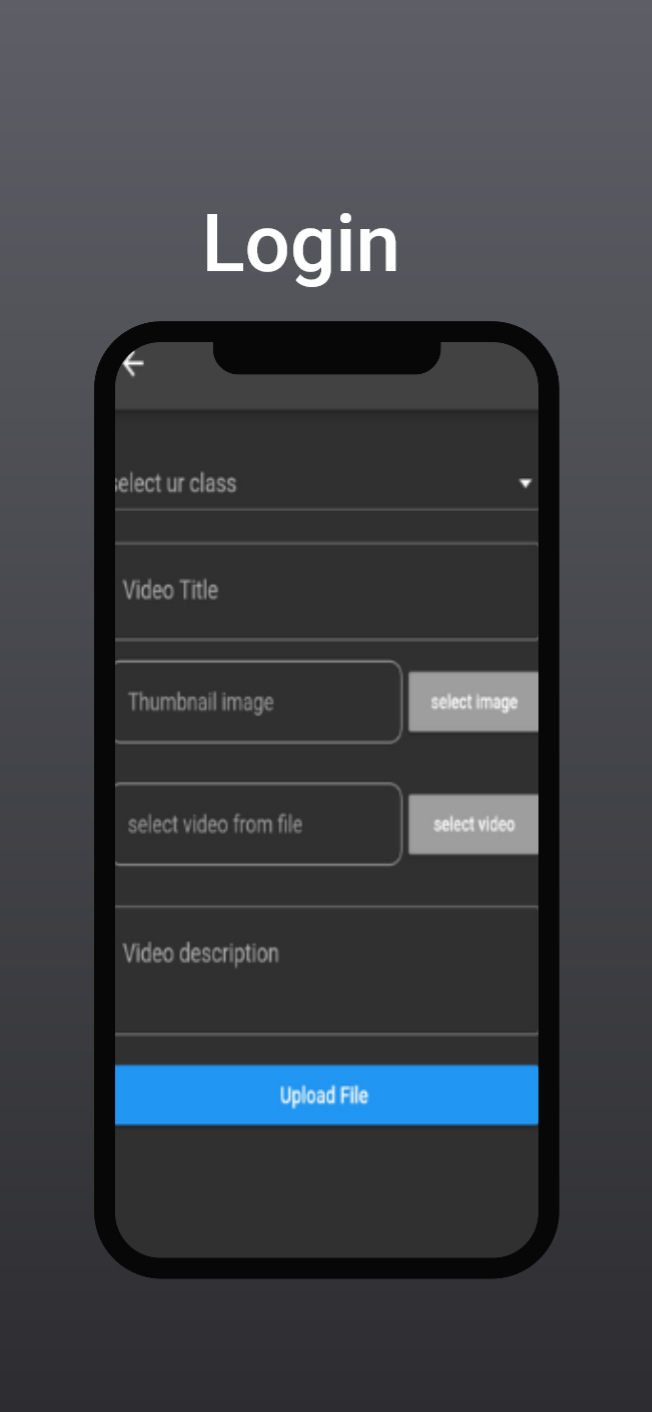 Login
select ur class
Video Title
Thumbnail image
select image
select video from file
select video
Video description
Upload File